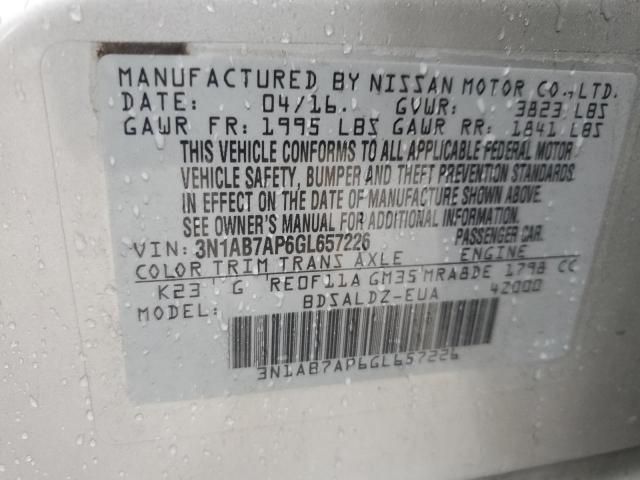 MANUFACTURED BY NISSAN MOTOR CO., LTD.
DATE: 04/16. GVWR: 3823 LBS
GAWR FR: 1995 LBS GAWR RR: 1841 LBS
THIS VEHICLE CONFORMS TO ALL APPLICABLE FEDERAL MOTOR
VEHICLE SAFETY, BUMPER AND THEFT PREVENTION STANDARDS
IN EFFECT ON THE DATE OF MANUFACTURE SHOWN ABOVE.
SEE OWNER'S MANUAL FOR ADDITIONAL INFORMATION.
VIN: 3N1AB7AP6GL657226 PASSENGER CAR.
COLOR TRIM TRANS AXLE ENGINE
K23 G RE0F11A GM35 MRA8DE 1798 CC
MODEL: BDSALDZ-EUA 42000
3N1AB7AP6GL657226